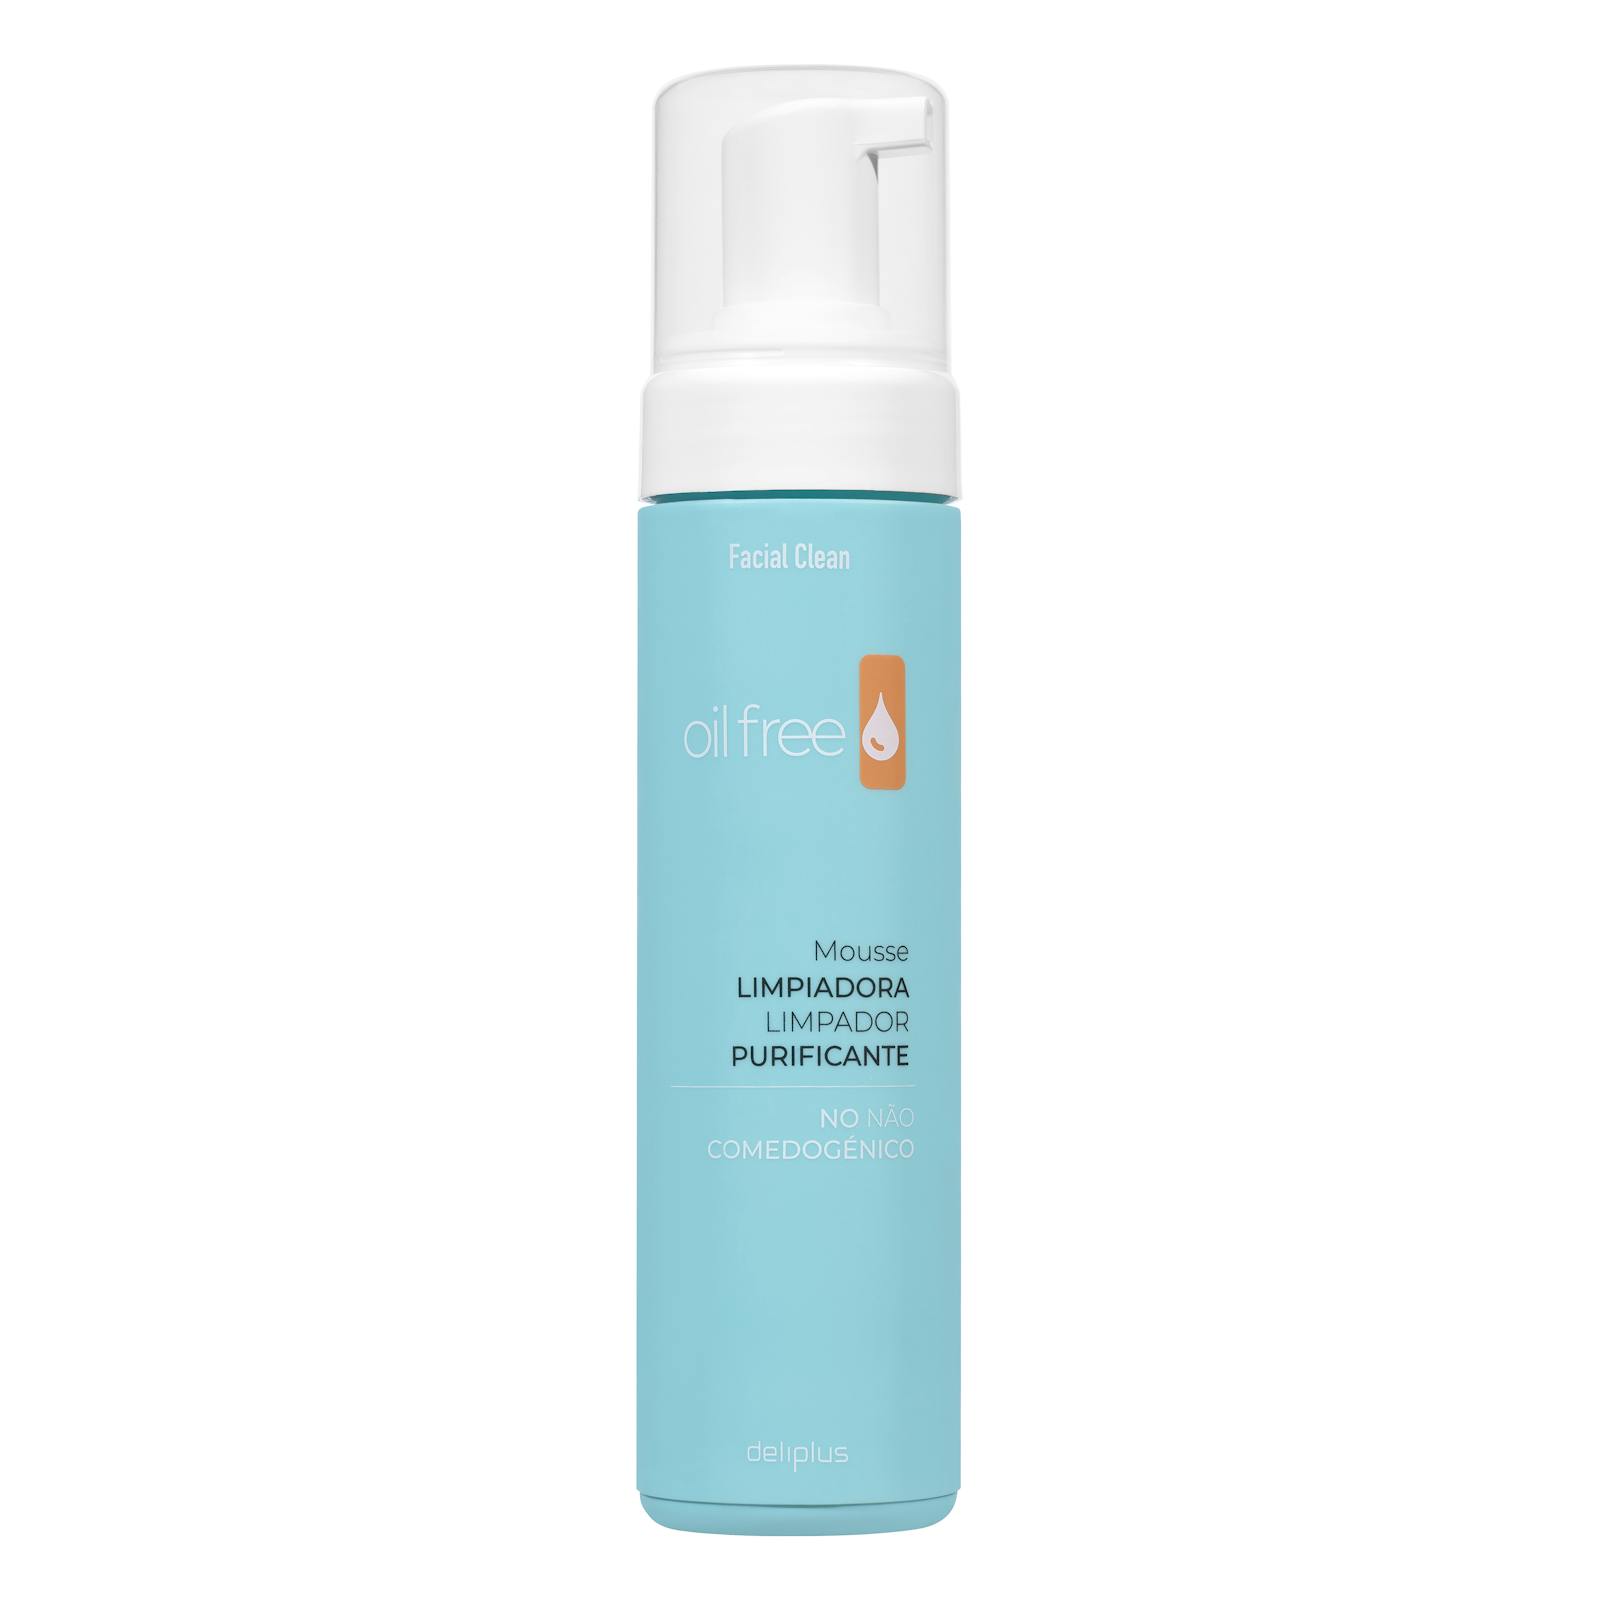 Facial Clean
oil free
Mousse
LIMPIADORA
LIMPADOR
PURIFICANTE
NO NÃO
COMEDOGÉNICO
deliplus